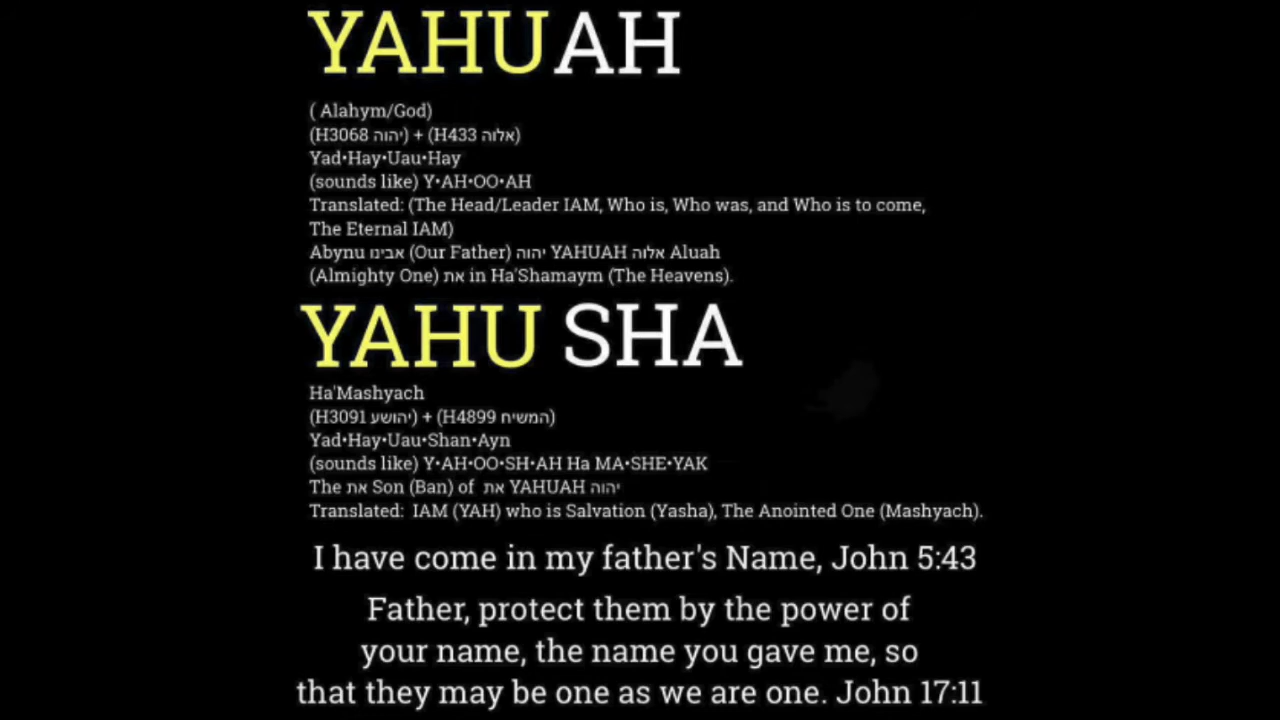 YAHUAH
( Alahym/God)
(H3068 יהוה) + (H433 אלוה)
Yad•Hay•Uau•Hay
(sounds like) Y•AH•OO•AH
Translated: (The Head/Leader IAM, Who is, Who was, and Who is to come,
The Eternal IAM)
Abynu אבינו (Our Father) יהוה YAHUAH אלוה Aluah
(Almighty One) את in Ha'Shamaym (The Heavens).
YAHU SHA
Ha'Mashyach
(H3091 יהושע) + (H4899 המשיח)
Yad•Hay•Uau•Shan•Ayn
(sounds like) Y•AH•OO•SH•AH Ha MA•SHE•YAK
The את Son (Ban) of את YAHUAH יהוה
Translated: IAM (YAH) who is Salvation (Yasha), The Anointed One (Mashyach).
I have come in my father's Name, John 5:43
Father, protect them by the power of
your name, the name you gave me, so
that they may be one as we are one. John 17:11